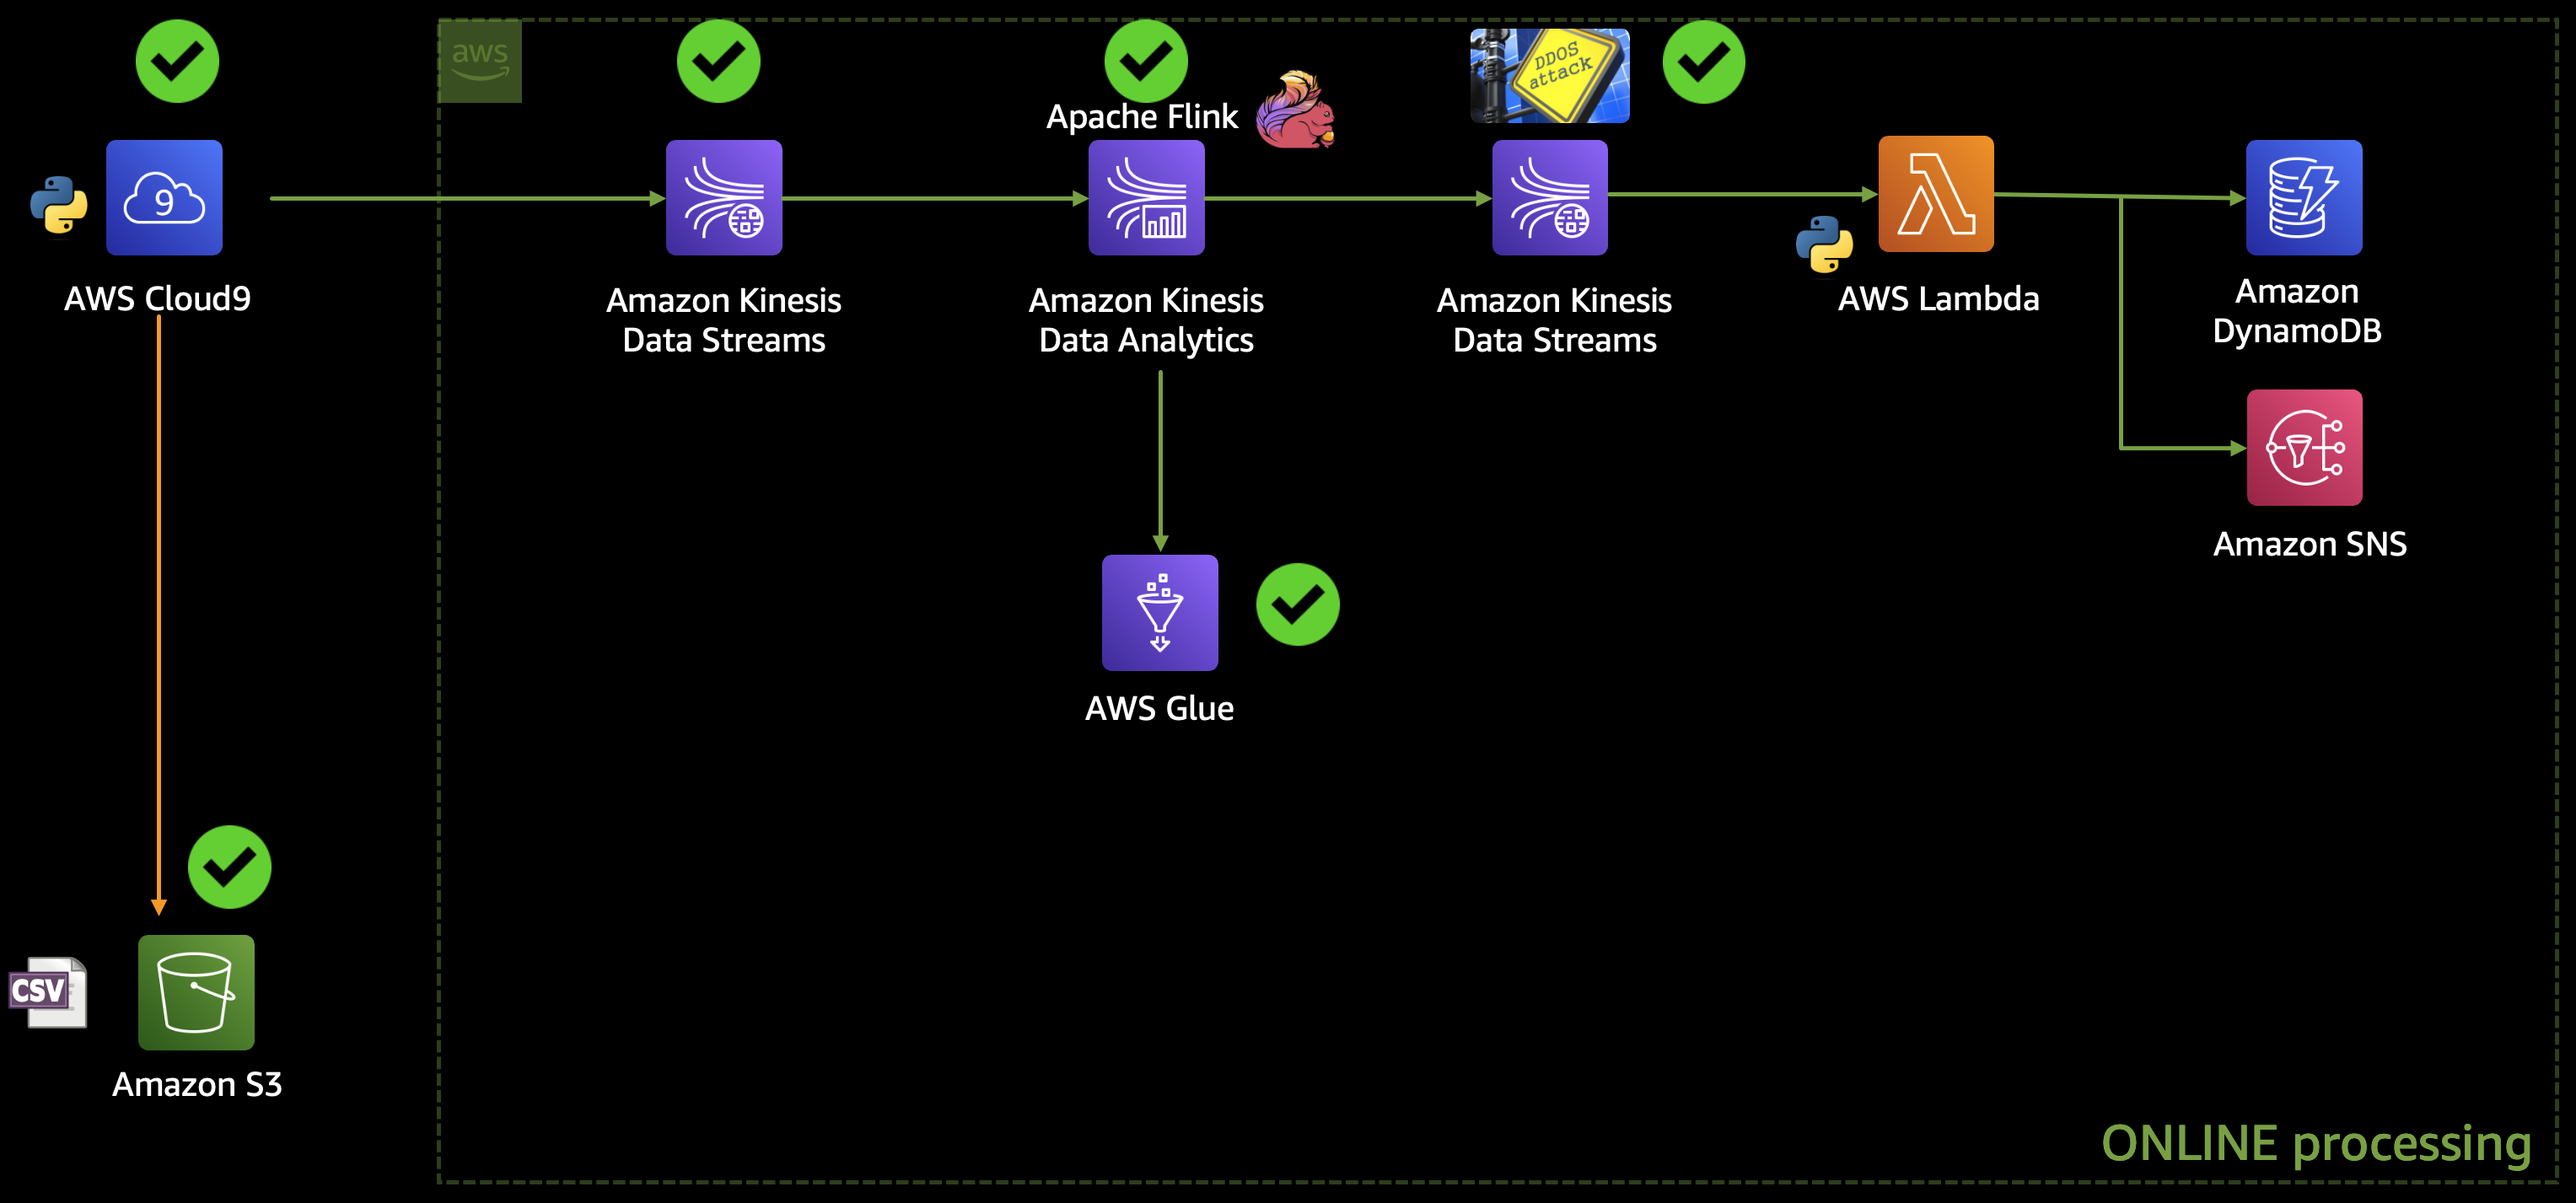 aws
DDOS
attack
Apache Flink
9
AWS Cloud9
Amazon Kinesis
Data Streams
Amazon Kinesis
Data Analytics
Amazon Kinesis
Data Streams
AWS Lambda
Amazon
DynamoDB
Amazon SNS
AWS Glue
CSV
Amazon S3
ONLINE processing